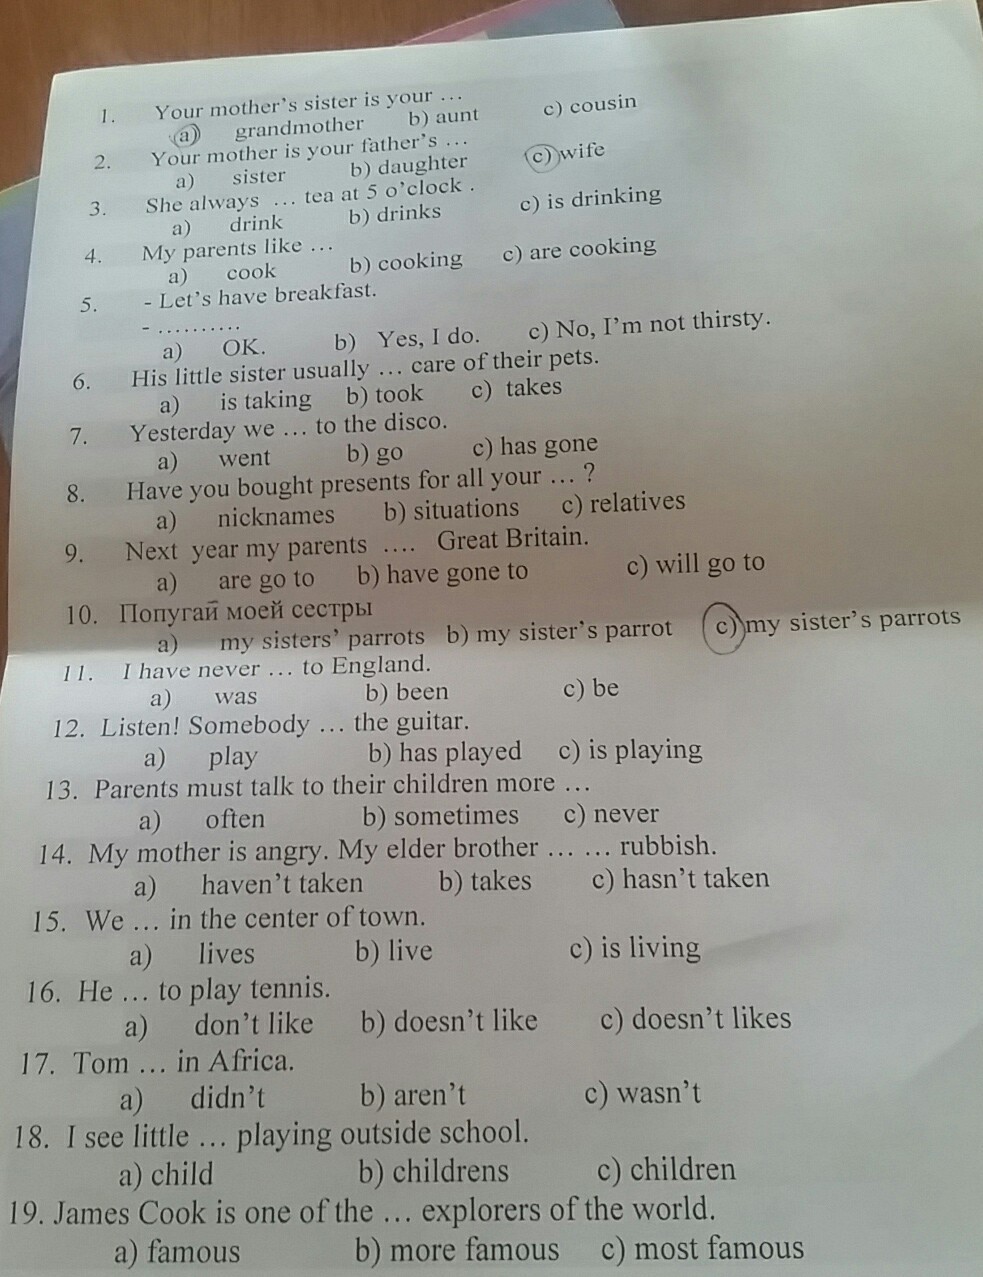 1. Your mother's sister is your …
a) grandmother b) aunt c) cousin
2. Your mother is your father's …
a) sister b) daughter c) wife
3. She always … tea at 5 o'clock .
a) drink b) drinks c) is drinking
4. My parents like …
a) cook b) cooking c) are cooking
5. - Let's have breakfast.
- ..........
a) OK. b) Yes, I do. c) No, I'm not thirsty.
6. His little sister usually … care of their pets.
a) is taking b) took c) takes
7. Yesterday we … to the disco.
a) went b) go c) has gone
8. Have you bought presents for all your … ?
a) nicknames b) situations c) relatives
9. Next year my parents …. Great Britain.
a) are go to b) have gone to c) will go to
10. Попугай моей сестры
a) my sisters' parrots b) my sister's parrot c) my sister's parrots
11. I have never … to England.
a) was b) been c) be
12. Listen! Somebody … the guitar.
a) play b) has played c) is playing
13. Parents must talk to their children more …
a) often b) sometimes c) never
14. My mother is angry. My elder brother … … rubbish.
a) haven't taken b) takes c) hasn't taken
15. We … in the center of town.
a) lives b) live c) is living
16. He … to play tennis.
a) don't like b) doesn't like c) doesn't likes
17. Tom … in Africa.
a) didn't b) aren't c) wasn't
18. I see little … playing outside school.
a) child b) childrens c) children
19. James Cook is one of the … explorers of the world.
a) famous b) more famous c) most famous